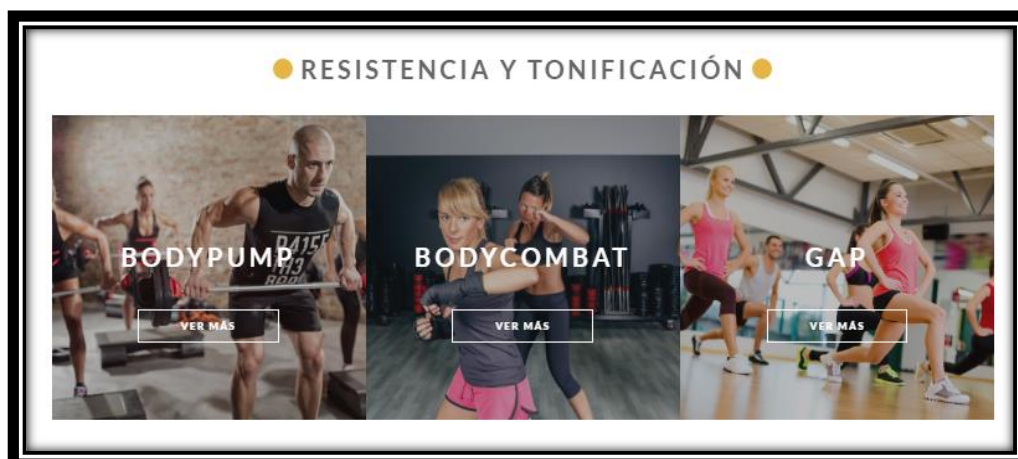 RESISTENCIA Y TONIFICACIÓN
BODYPUMP
BODYCOMBAT
GAP
VER MÁS
VER MÁS
VER MÁS